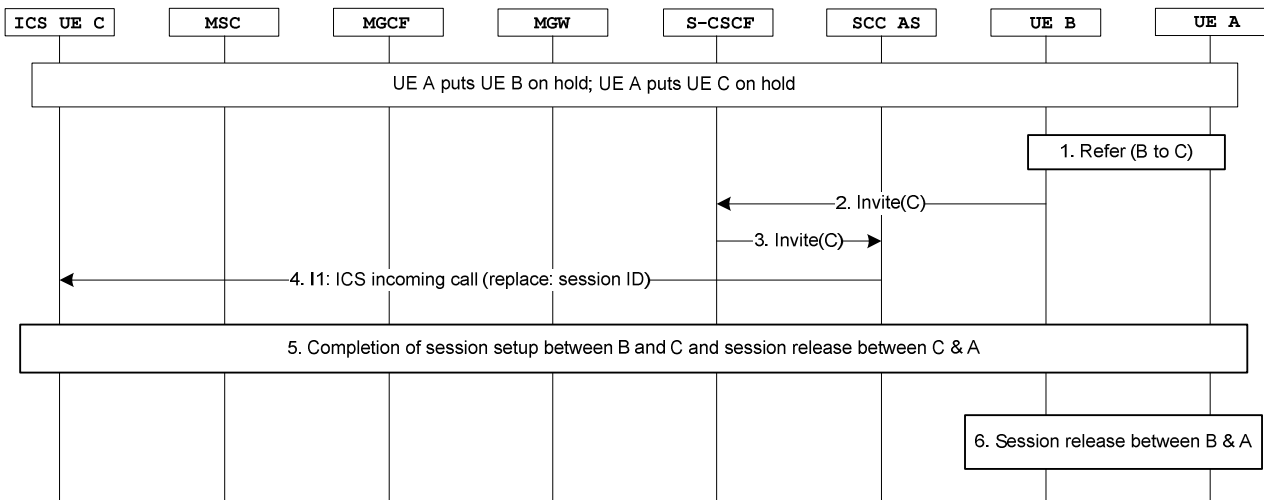 ICS UE C MSC MGCF MGW S-CSCF SCC AS UE B UE A
UE A puts UE B on hold; UE A puts UE C on hold
1. Refer (B to C)
2. Invite(C)
3. Invite(C)
4. I1: ICS incoming call (replace: session ID)
5. Completion of session setup between B and C and session release between C & A
6. Session release between B & A